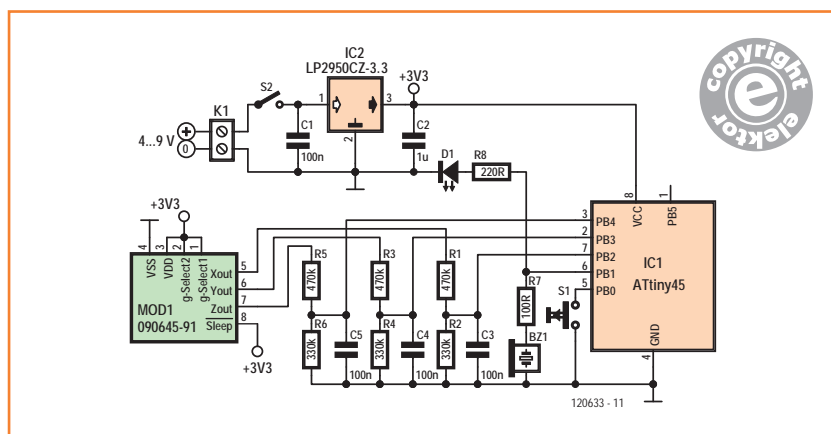 IC2
LP2950CZ-3.3
+3V3
S2
K1
1
3
2
4...9 V
+
0
C1
100n
C2
1u
D1
R8
220R
copyright
e
elektor
+3V3
4
3
2
1
VSS
VDD
g-Select2
g-Select1
MOD1
090645-91
Xout
Yout
Zout
Sleep
5
6
7
8
+3V3
R5
470k
R3
470k
R1
470k
R6
330k
R4
330k
R2
330k
C5
100n
C4
100n
C3
100n
R7
100R
BZ1
S1
8
1
VCC
PB5
3
2
7
6
5
PB4
PB3
PB2
PB1
PB0
IC1
ATtiny45
GND
4
120633 - 11